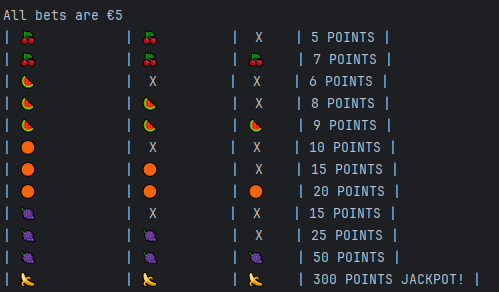 All bets are €5
| 🍒 | 🍒 | X | 5 POINTS |
| 🍒 | 🍒 | 🍒 | 7 POINTS |
| 🍉 | X | X | 6 POINTS |
| 🍉 | 🍉 | X | 8 POINTS |
| 🍉 | 🍉 | 🍉 | 9 POINTS |
| 🟠 | X | X | 10 POINTS |
| 🟠 | 🟠 | X | 15 POINTS |
| 🟠 | 🟠 | 🟠 | 20 POINTS |
| 🍇 | X | X | 15 POINTS |
| 🍇 | 🍇 | X | 25 POINTS |
| 🍇 | 🍇 | 🍇 | 50 POINTS |
| 🍌 | 🍌 | 🍌 | 300 POINTS JACKPOT! |